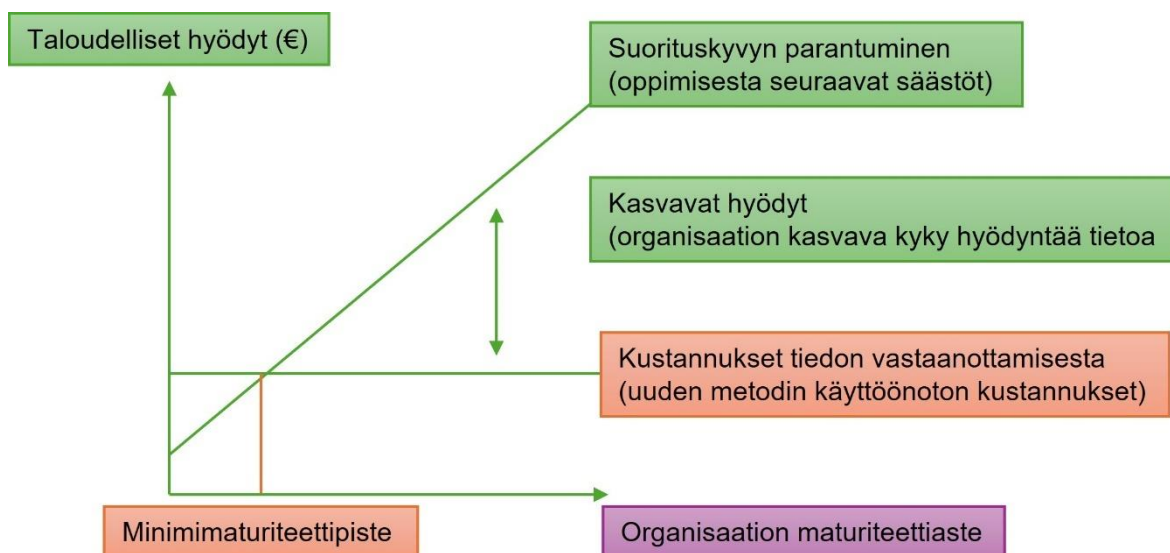 Taloudelliset hyödyt (€)
Suorituskyvyn parantuminen
(oppimisesta seuraavat säästöt)
Kasvavat hyödyt
(organisaation kasvava kyky hyödyntää tietoa
Kustannukset tiedon vastaanottamisesta
(uuden metodin käyttöönoton kustannukset)
Minimimaturiteettipiste
Organisaation maturiteettiaste